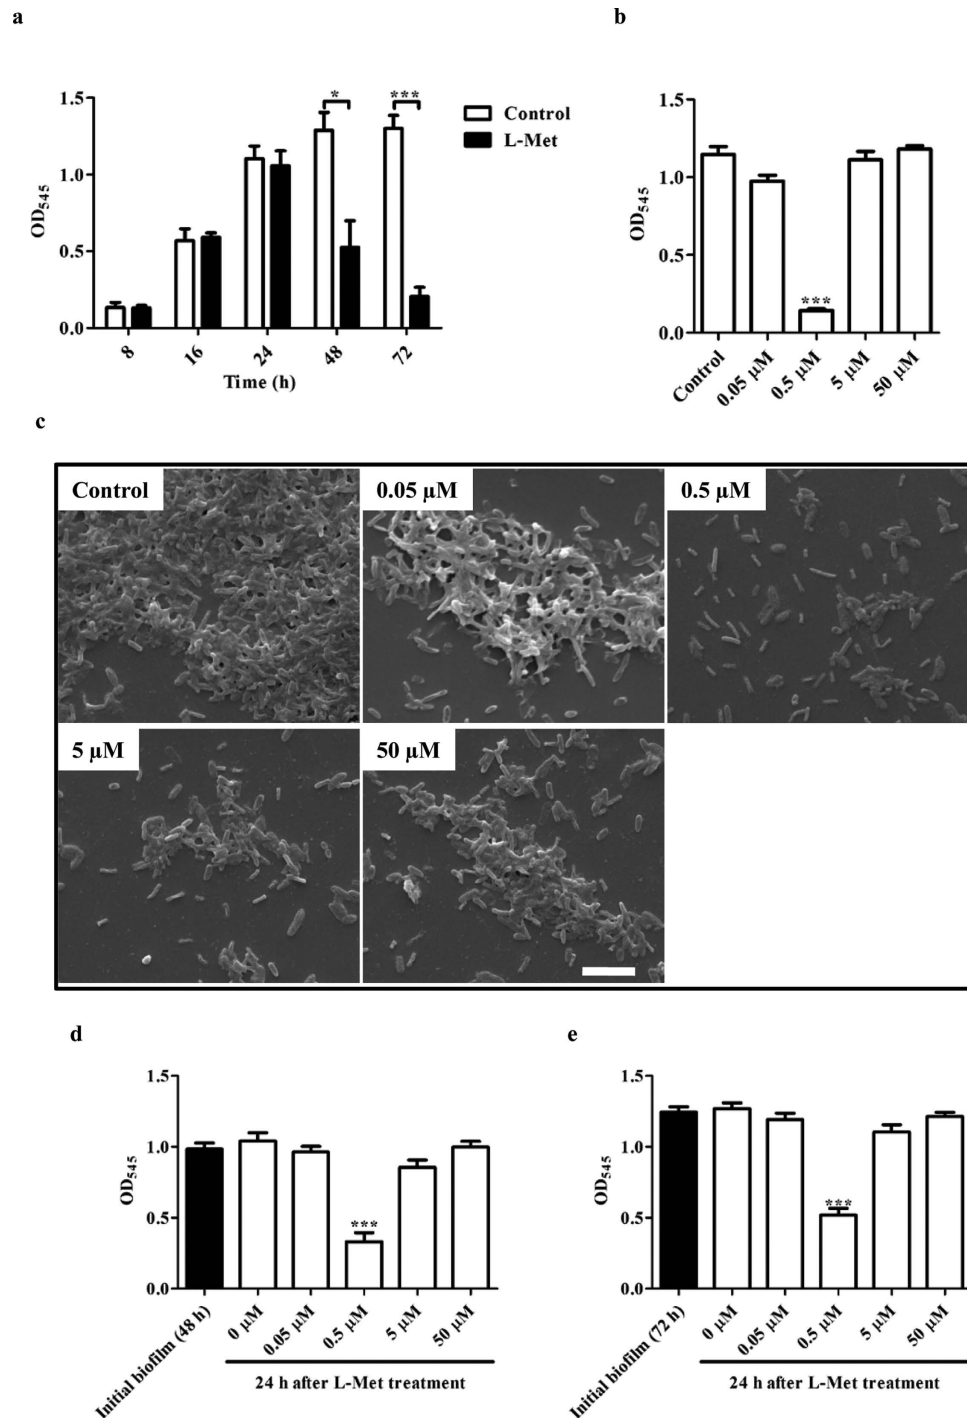 a
b
1.5
1.0
0.5
0.0
OD545
*
***
Control
L-Met
8
16
24
48
72
Time (h)
1.5
1.0
0.5
0.0
OD545
***
Control
0.05 µM
0.5 µM
5 µM
50 µM
c
Control
0.05 µM
0.5 µM
5 µM
50 µM
d
e
1.5
1.0
0.5
0.0
OD545
***
Initial biofilm (48 h)
0 µM
0.05 µM
0.5 µM
5 µM
50 µM
24 h after L-Met treatment
1.5
1.0
0.5
0.0
OD545
***
Initial biofilm (72 h)
0 µM
0.05 µM
0.5 µM
5 µM
50 µM
24 h after L-Met treatment